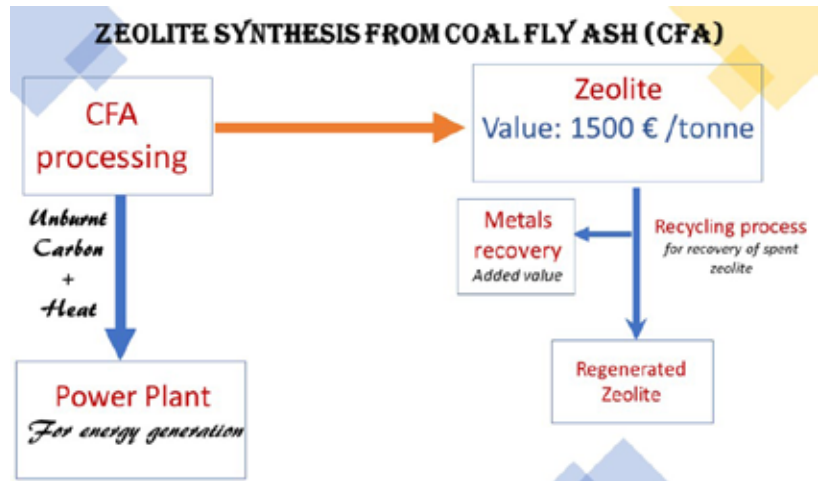 ZEOLITE SYNTHESIS FROM COAL FLY ASH (CFA)
CFA
processing
Zeolite
Value: 1500 € /tonne
Unburnt
Carbon
+
Heat
Metals
recovery
Added value
Recycling process
for recovery of spent
zeolite
Power Plant
For energy generation
Regenerated
Zeolite